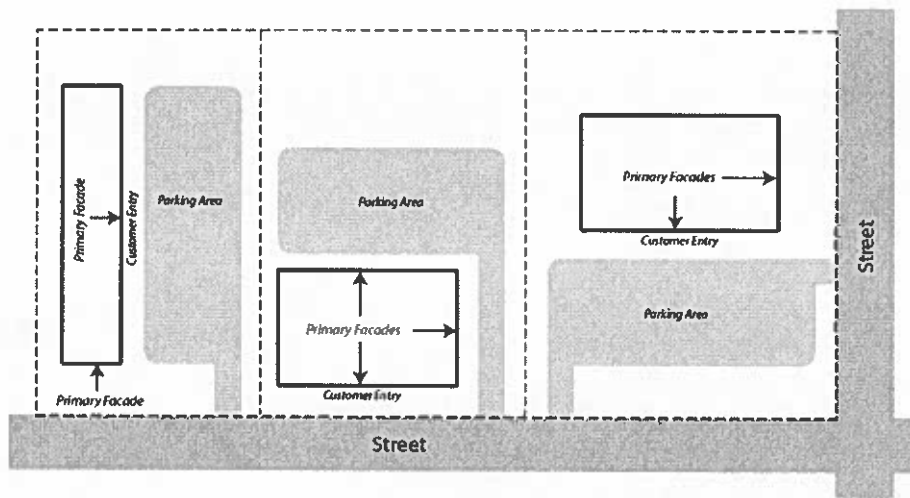 Primary Facade
Customer Entry
Parking Area
Primary Facade
Parking Area
Primary Facades
Customer Entry
Primary Facades
Customer Entry
Parking Area
Street
Street